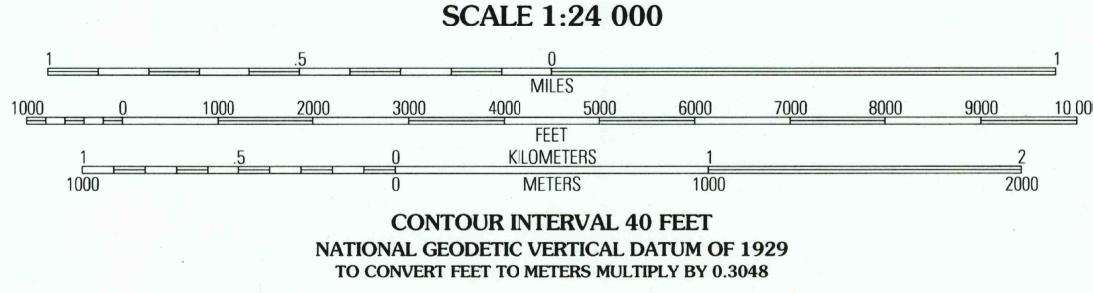 SCALE 1:24 000
1 .5 0 1
MILES
1000 0 1000 2000 3000 4000 5000 6000 7000 8000 9000 10 00
FEET
1 .5 0 KILOMETERS 1 2
1000 0 METERS 1000 2000
CONTOUR INTERVAL 40 FEET
NATIONAL GEODETIC VERTICAL DATUM OF 1929
TO CONVERT FEET TO METERS MULTIPLY BY 0.3048